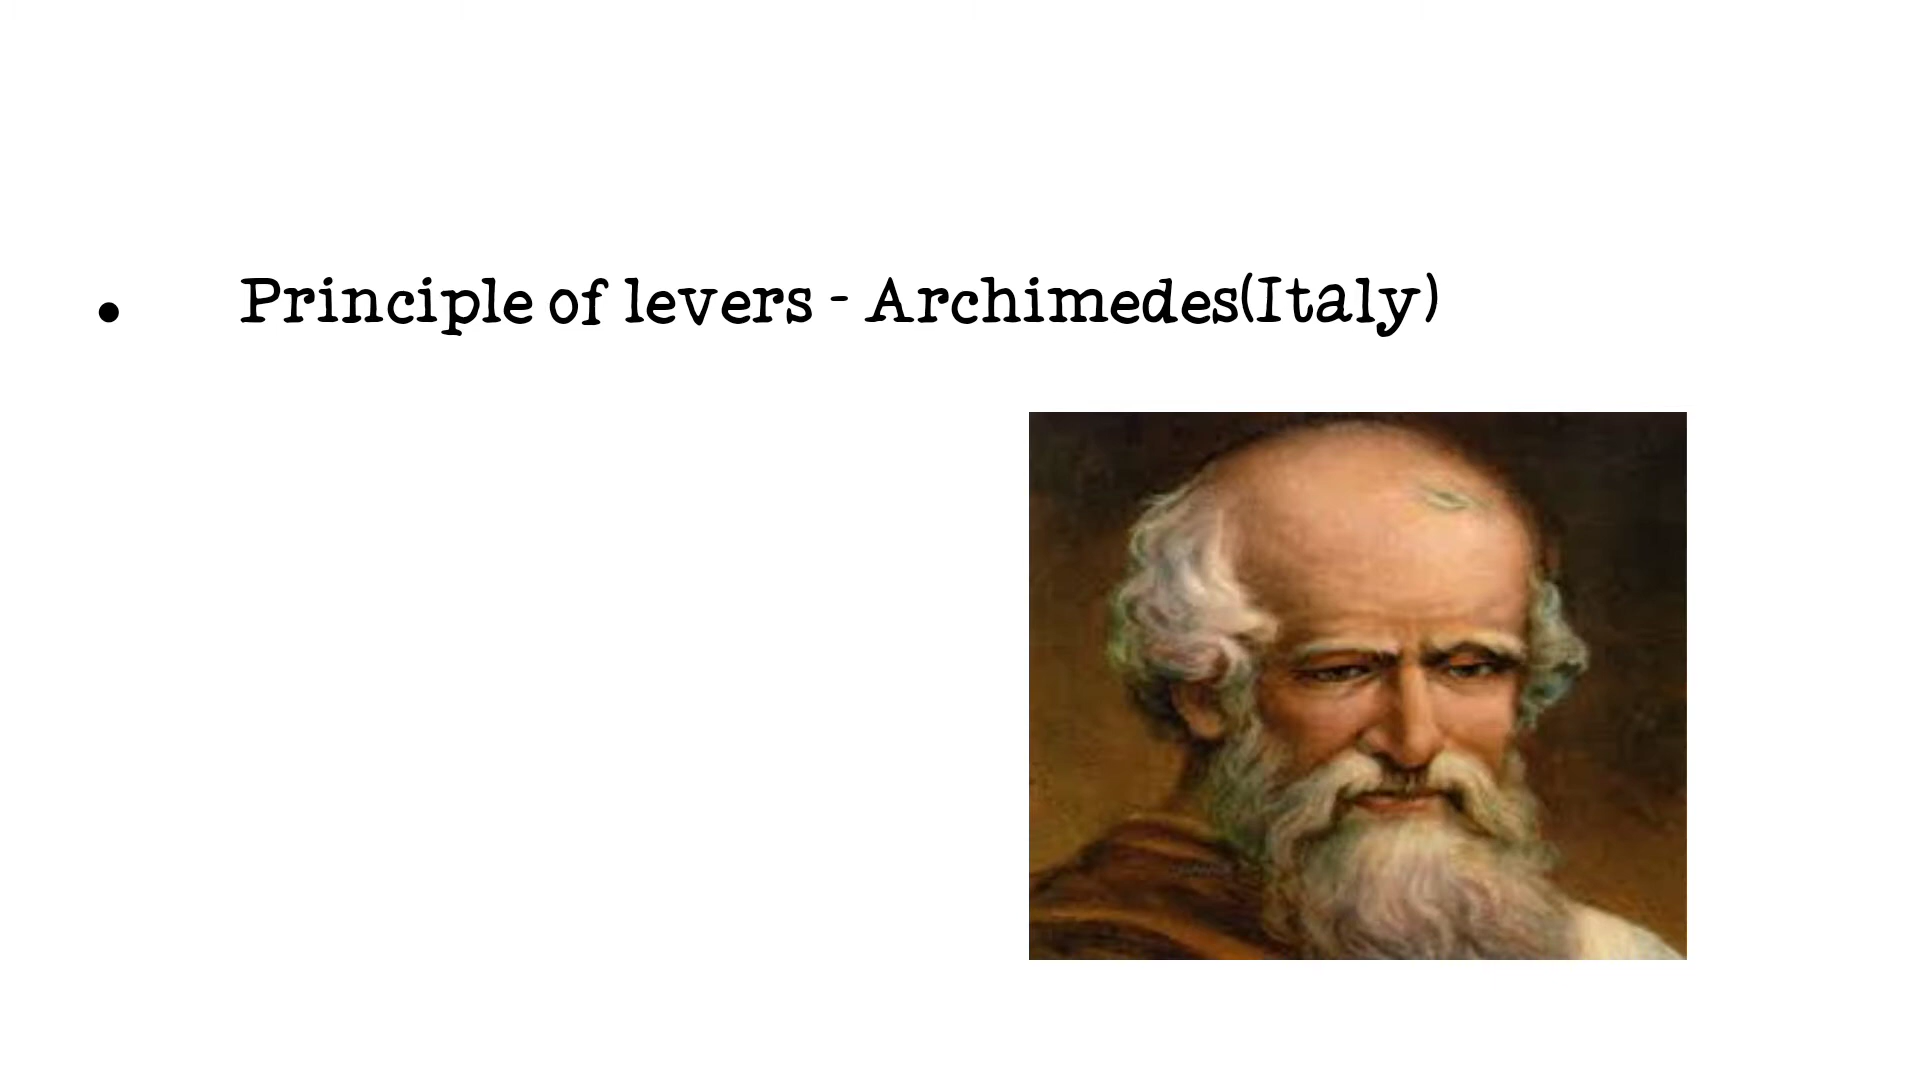 • Principle of levers - Archimedes(Italy)